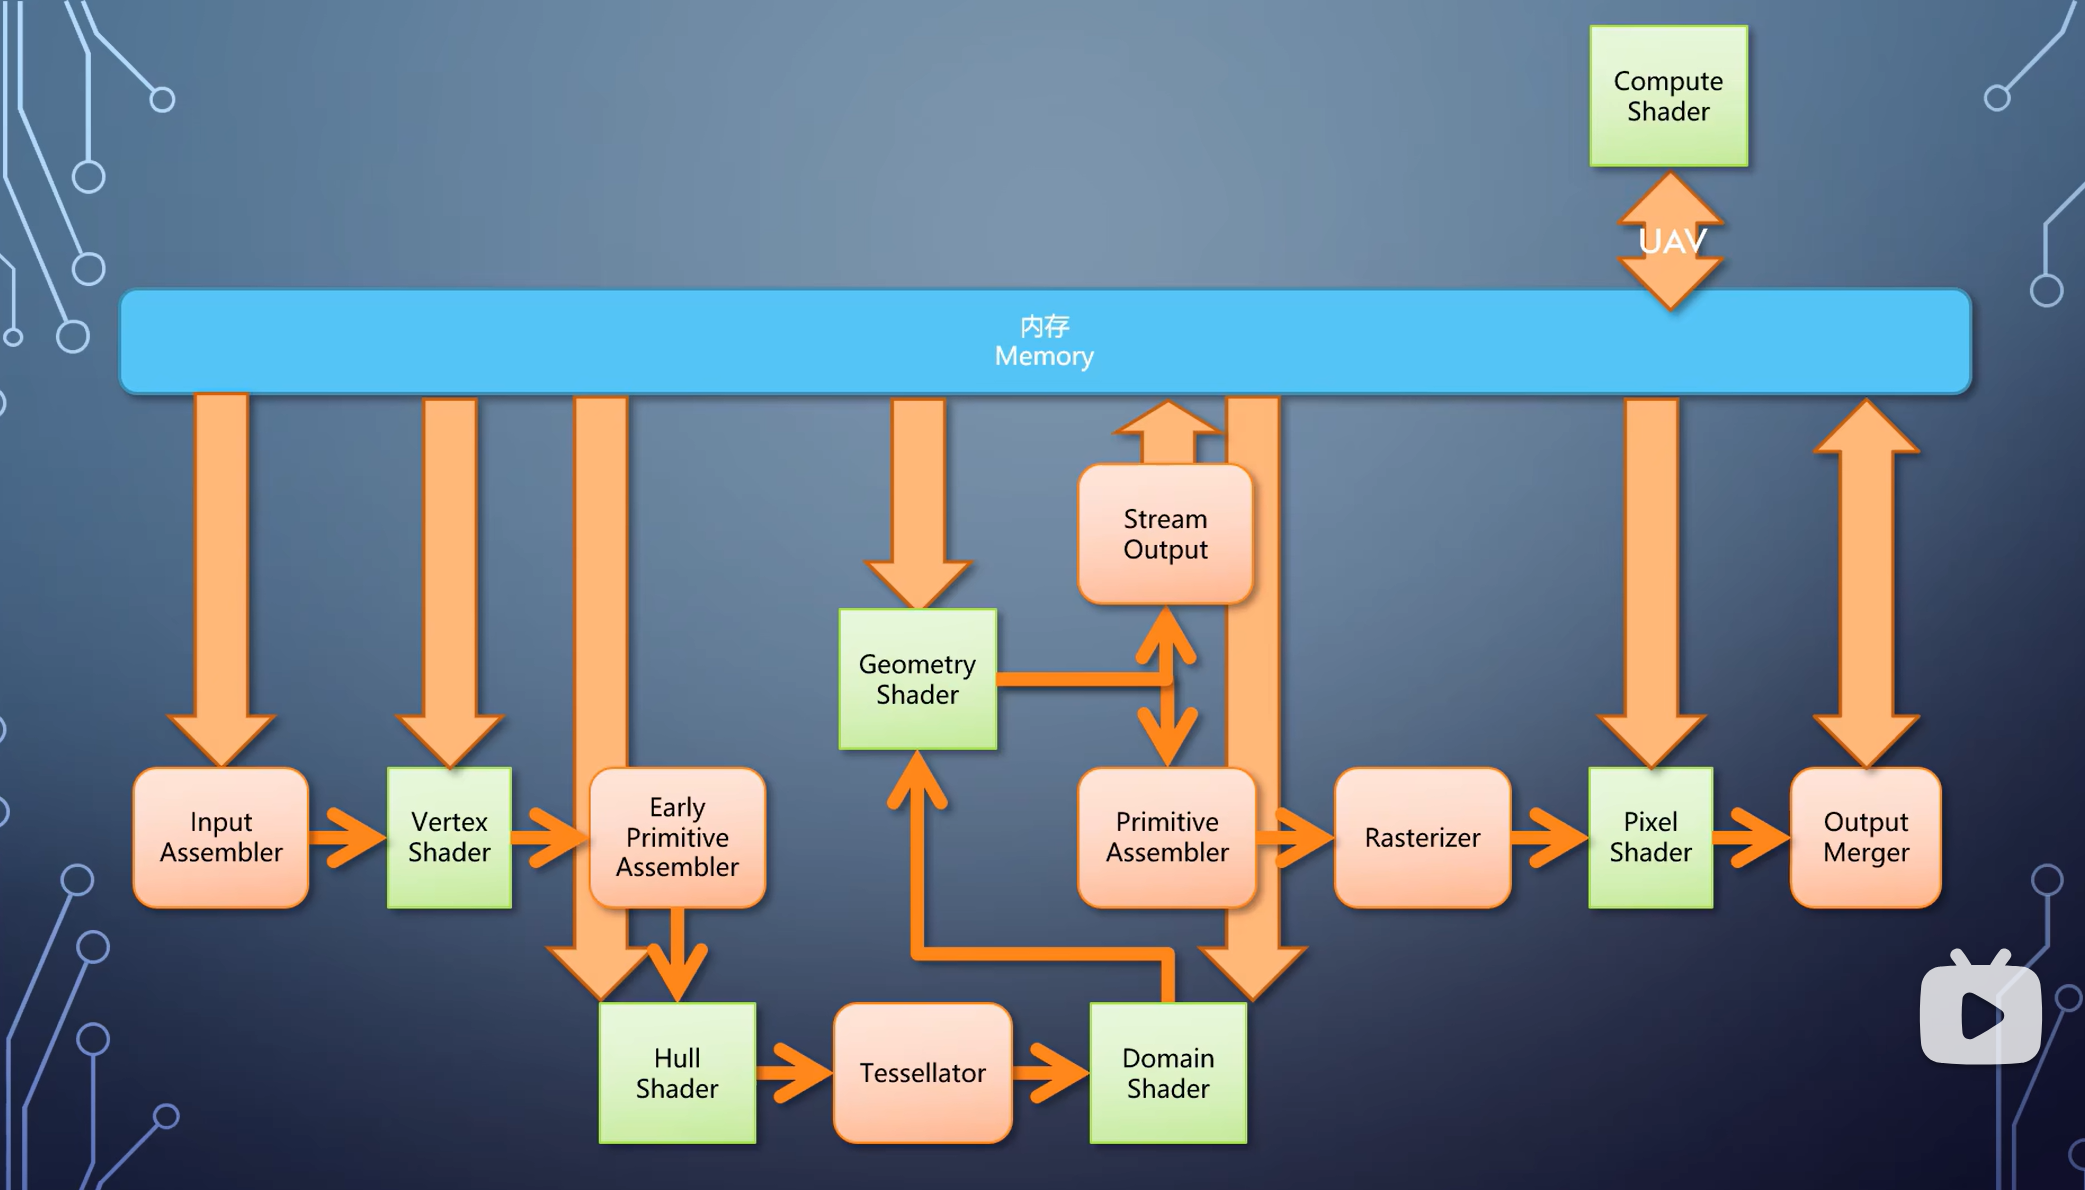 Compute
Shader
UAV
内存
Memory
Stream
Output
Geometry
Shader
Input
Assembler
Vertex
Shader
Early
Primitive
Assembler
Primitive
Assembler
Rasterizer
Pixel
Shader
Output
Merger
Hull
Shader
Tessellator
Domain
Shader